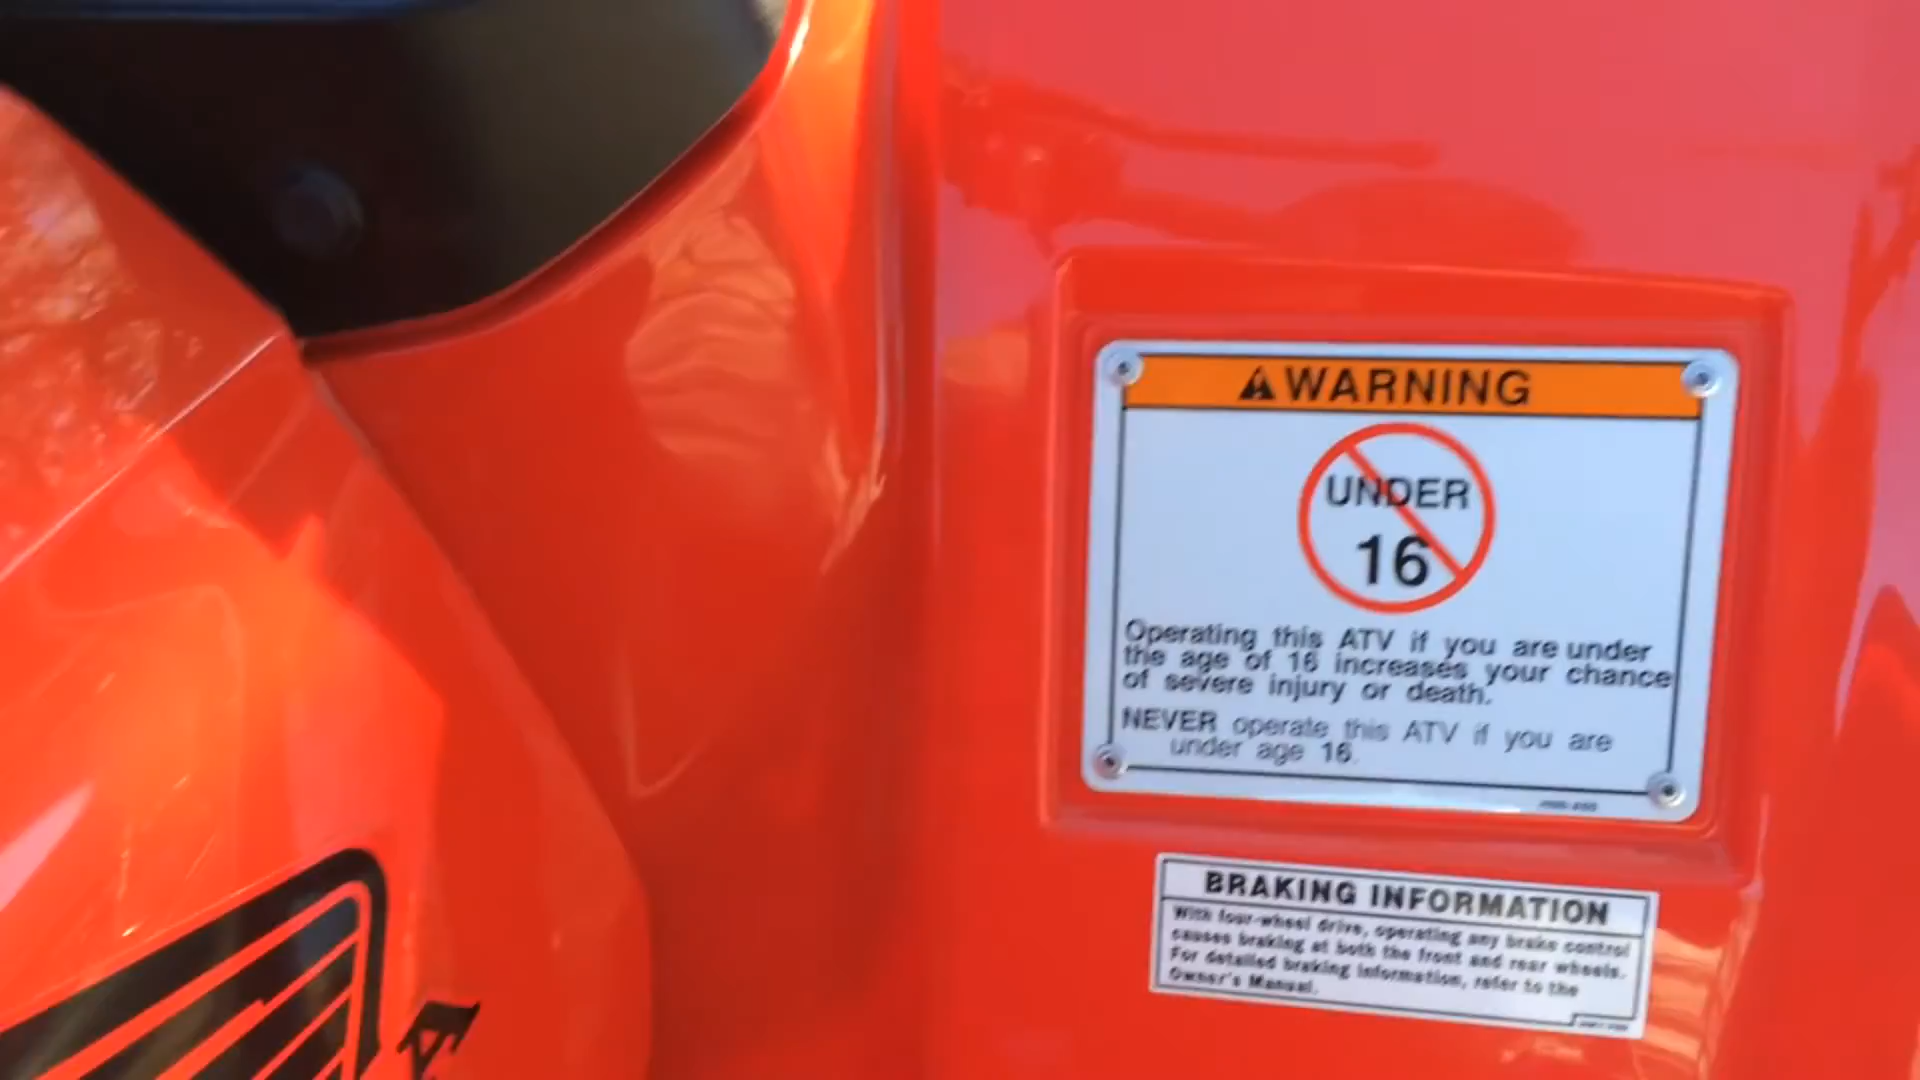 WARNING
UNDER
16
Operating this ATV if you are under
the age of 16 increases your chance
of severe injury or death.
NEVER operate this ATV if you are
under age 16.
BRAKING INFORMATION
With four-wheel drive, operating any brake control
causes braking at both the front and rear wheels.
For detailed braking information, refer to the
Owner's Manual.
A